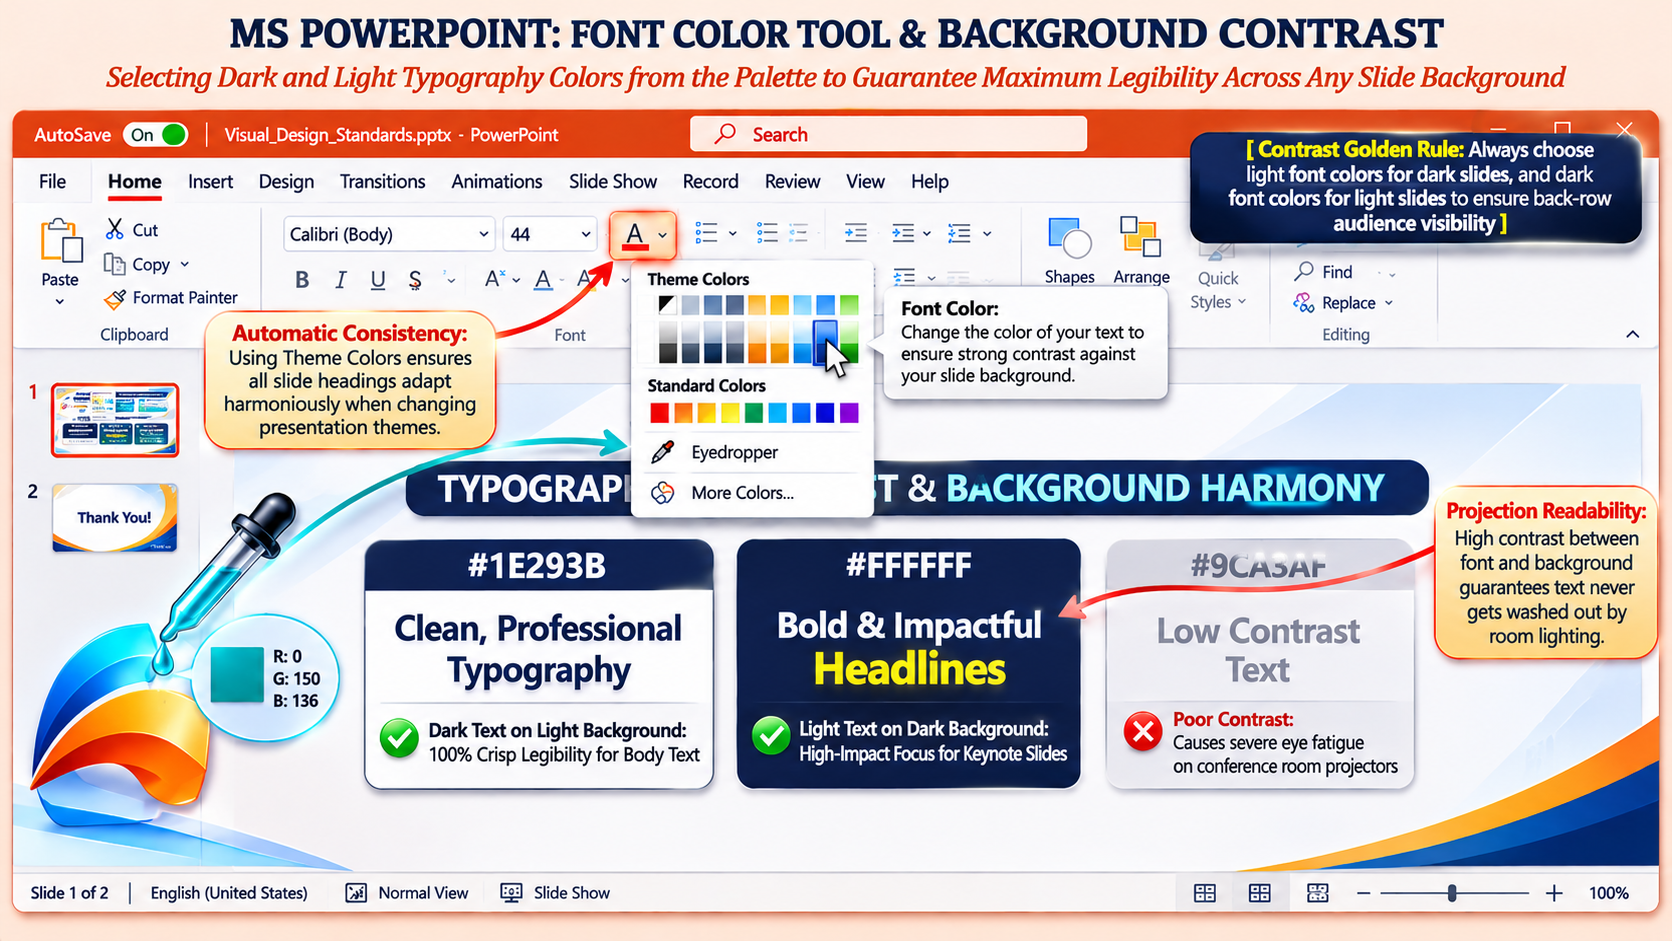 MS POWERPOINT: FONT COLOR TOOL & BACKGROUND CONTRAST
Selecting Dark and Light Typography Colors from the Palette to Guarantee Maximum Legibility Across Any Slide Background
AutoSave On
Visual_Design_Standards.pptx - PowerPoint
Search
[ Contrast Golden Rule: Always choose
light font colors for dark slides, and dark
font colors for light slides to ensure back-row
audience visibility ]
File Home Insert Design Transitions Animations Slide Show Record Review View Help
Paste
Cut
Copy
Format Painter
Clipboard
Calibri (Body)
44
A
B I U S
Font
Shapes
Arrange
Quick
Styles
Find
Replace
Editing
Automatic Consistency:
Using Theme Colors ensures
all slide headings adapt
harmoniously when changing
presentation themes.
Theme Colors
Standard Colors
Eyedropper
More Colors...
Font Color:
Change the color of your text to
ensure strong contrast against
your slide background.
1
2
Thank You!
TYPOGRAP T & BACKGROUND HARMONY
Projection Readability:
High contrast between
font and background
guarantees text never
gets washed out by
room lighting.
R: 0
G: 150
B: 136
#1E293B
Clean, Professional
Typography
Dark Text on Light Background:
100% Crisp Legibility for Body Text
#FFFFFF
Bold & Impactful
Headlines
Light Text on Dark Background:
High-Impact Focus for Keynote Slides
#9CA3AF
Low Contrast
Text
Poor Contrast:
Causes severe eye fatigue
on conference room projectors
Slide 1 of 2
English (United States)
Normal View
Slide Show
100%